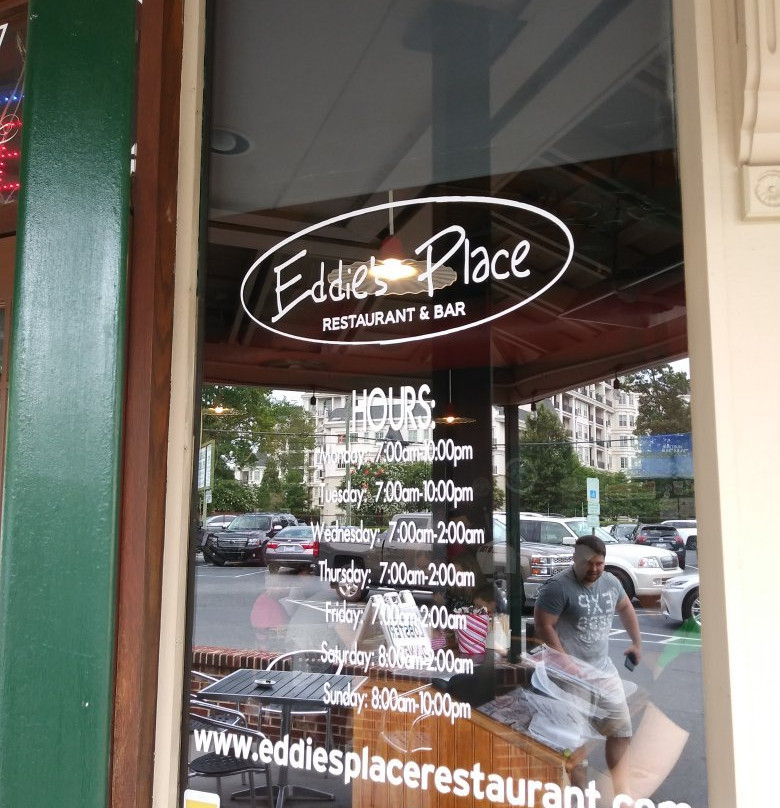 Eddie's Place
RESTAURANT & BAR
HOURS:
Monday: 7:00am-10:00pm
Tuesday: 7:00am-10:00pm
Wednesday: 7:00am-2:00am
Thursday: 7:00am-2:00am
Friday: 7:00am-2:00am
Saturday: 8:00am-2:00am
Sunday: 8:00am-10:00pm
www.eddiesplacerestaurant.com